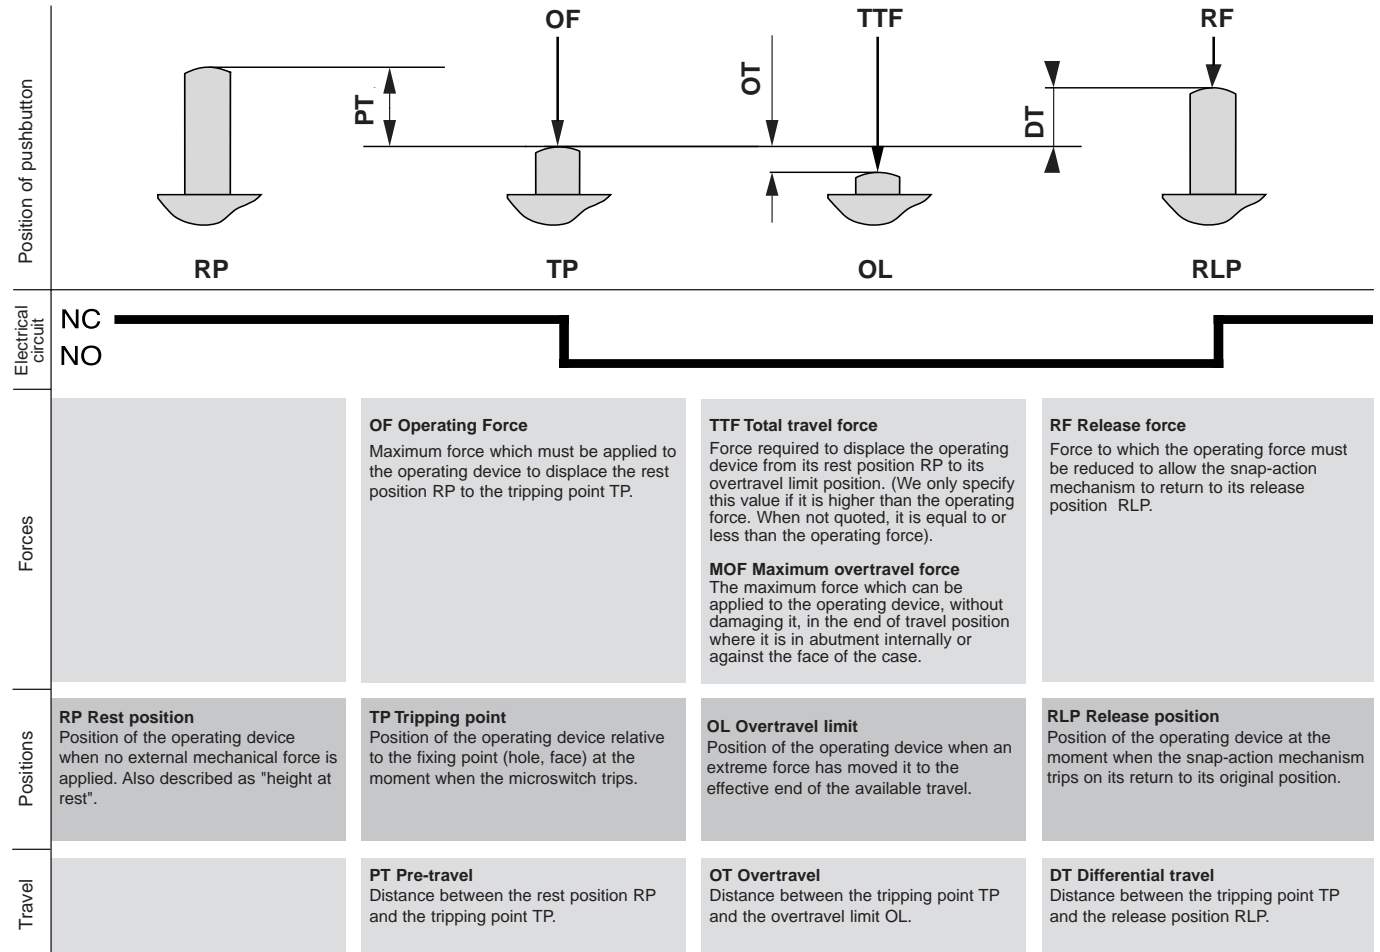 OF
TTF
RF
PT
OT
DT
Position of pushbutton
RP
TP
OL
RLP
Electrical
circuit
NC
NO
Forces
OF Operating Force
Maximum force which must be applied to
the operating device to displace the rest
position RP to the tripping point TP.
TTF Total travel force
Force required to displace the operating
device from its rest position RP to its
overtravel limit position. (We only specify
this value if it is higher than the operating
force. When not quoted, it is equal to or
less than the operating force).
MOF Maximum overtravel force
The maximum force which can be
applied to the operating device, without
damaging it, in the end of travel position
where it is in abutment internally or
against the face of the case.
RF Release force
Force to which the operating force must
be reduced to allow the snap-action
mechanism to return to its release
position RLP.
Positions
RP Rest position
Position of the operating device
when no external mechanical force is
applied. Also described as "height at
rest".
TP Tripping point
Position of the operating device relative
to the fixing point (hole, face) at the
moment when the microswitch trips.
OL Overtravel limit
Position of the operating device when an
extreme force has moved it to the
effective end of the available travel.
RLP Release position
Position of the operating device at the
moment when the snap-action mechanism
trips on its return to its original position.
Travel
PT Pre-travel
Distance between the rest position RP
and the tripping point TP.
OT Overtravel
Distance between the tripping point TP
and the overtravel limit OL.
DT Differential travel
Distance between the tripping point TP
and the release position RLP.